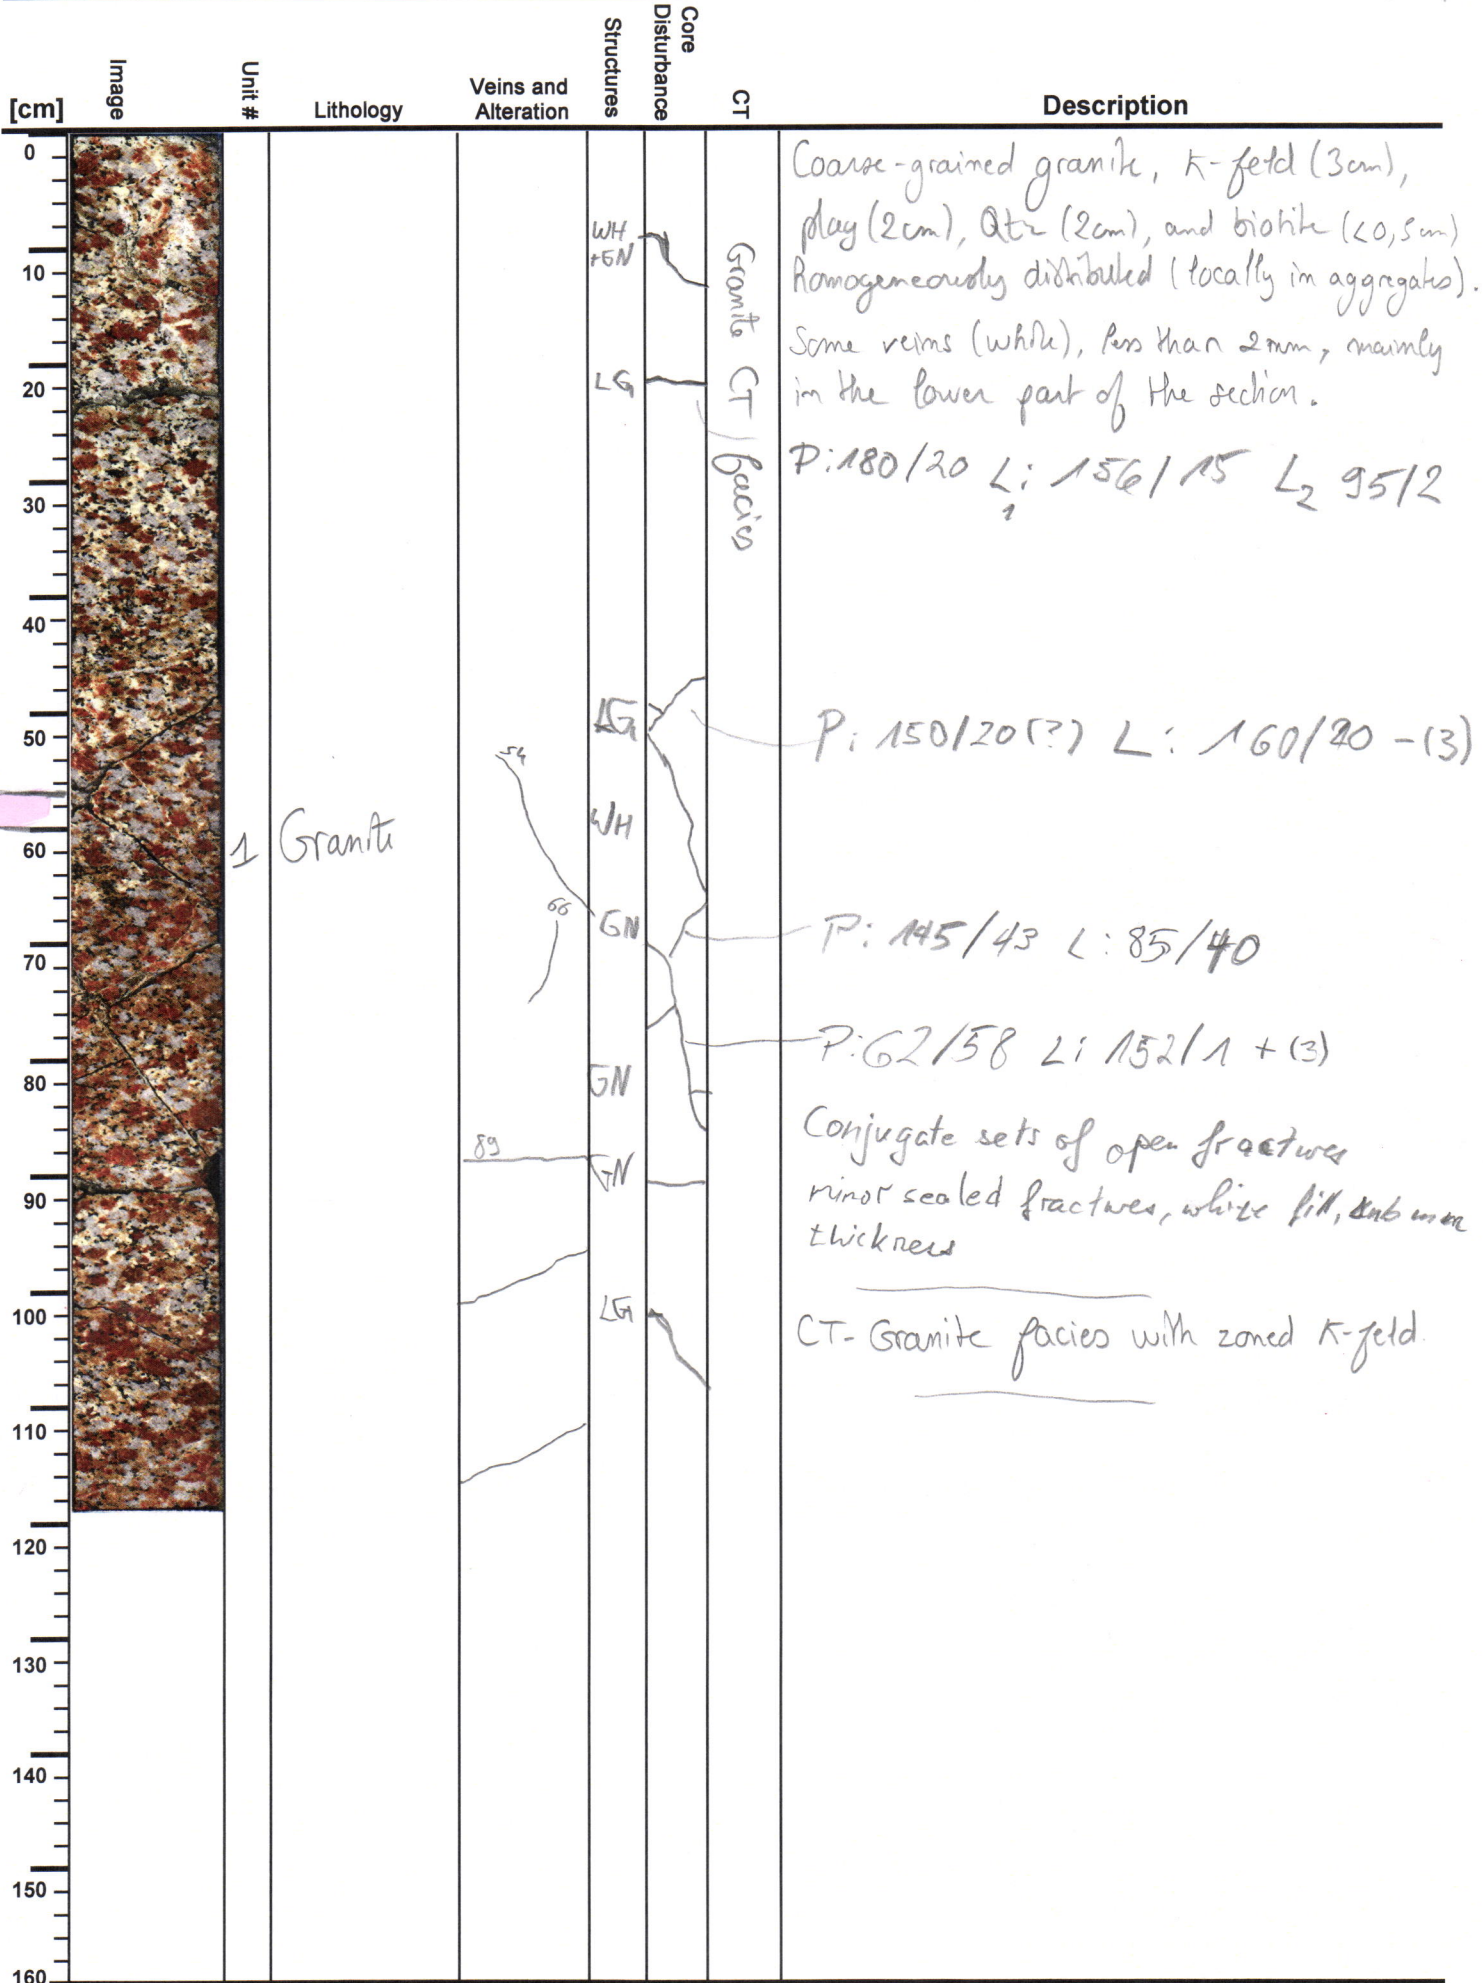 [cm]
Image
Unit #
Lithology
Veins and
Alteration
Structures
Core
Disturbance
CT
Description
0
10
20
30
40
50
60
70
80
90
100
110
120
130
140
150
160
1
Granite
54
66
89
WH
+GN
LG
LG
WH
GN
GN
GN
LG
Granite CT facies
Coarse-grained granite, K-feld (3cm),
plag (2cm), Qtz (2cm), and biotite (<0,5cm)
homogeneously distributed (locally in aggregates).
Some veins (white), less than 2mm, mainly
in the lower part of the section.
P:180/20 L1: 156/15 L2 95/2
P: 150/20(?) L: 160/20 -(3)
P: 145/43 L: 85/40
P:62/58 L: 152/1 +(3)
Conjugate sets of open fractures
minor sealed fractures, white fill, sub mm
thickness
CT- Granite facies with zoned K-feld